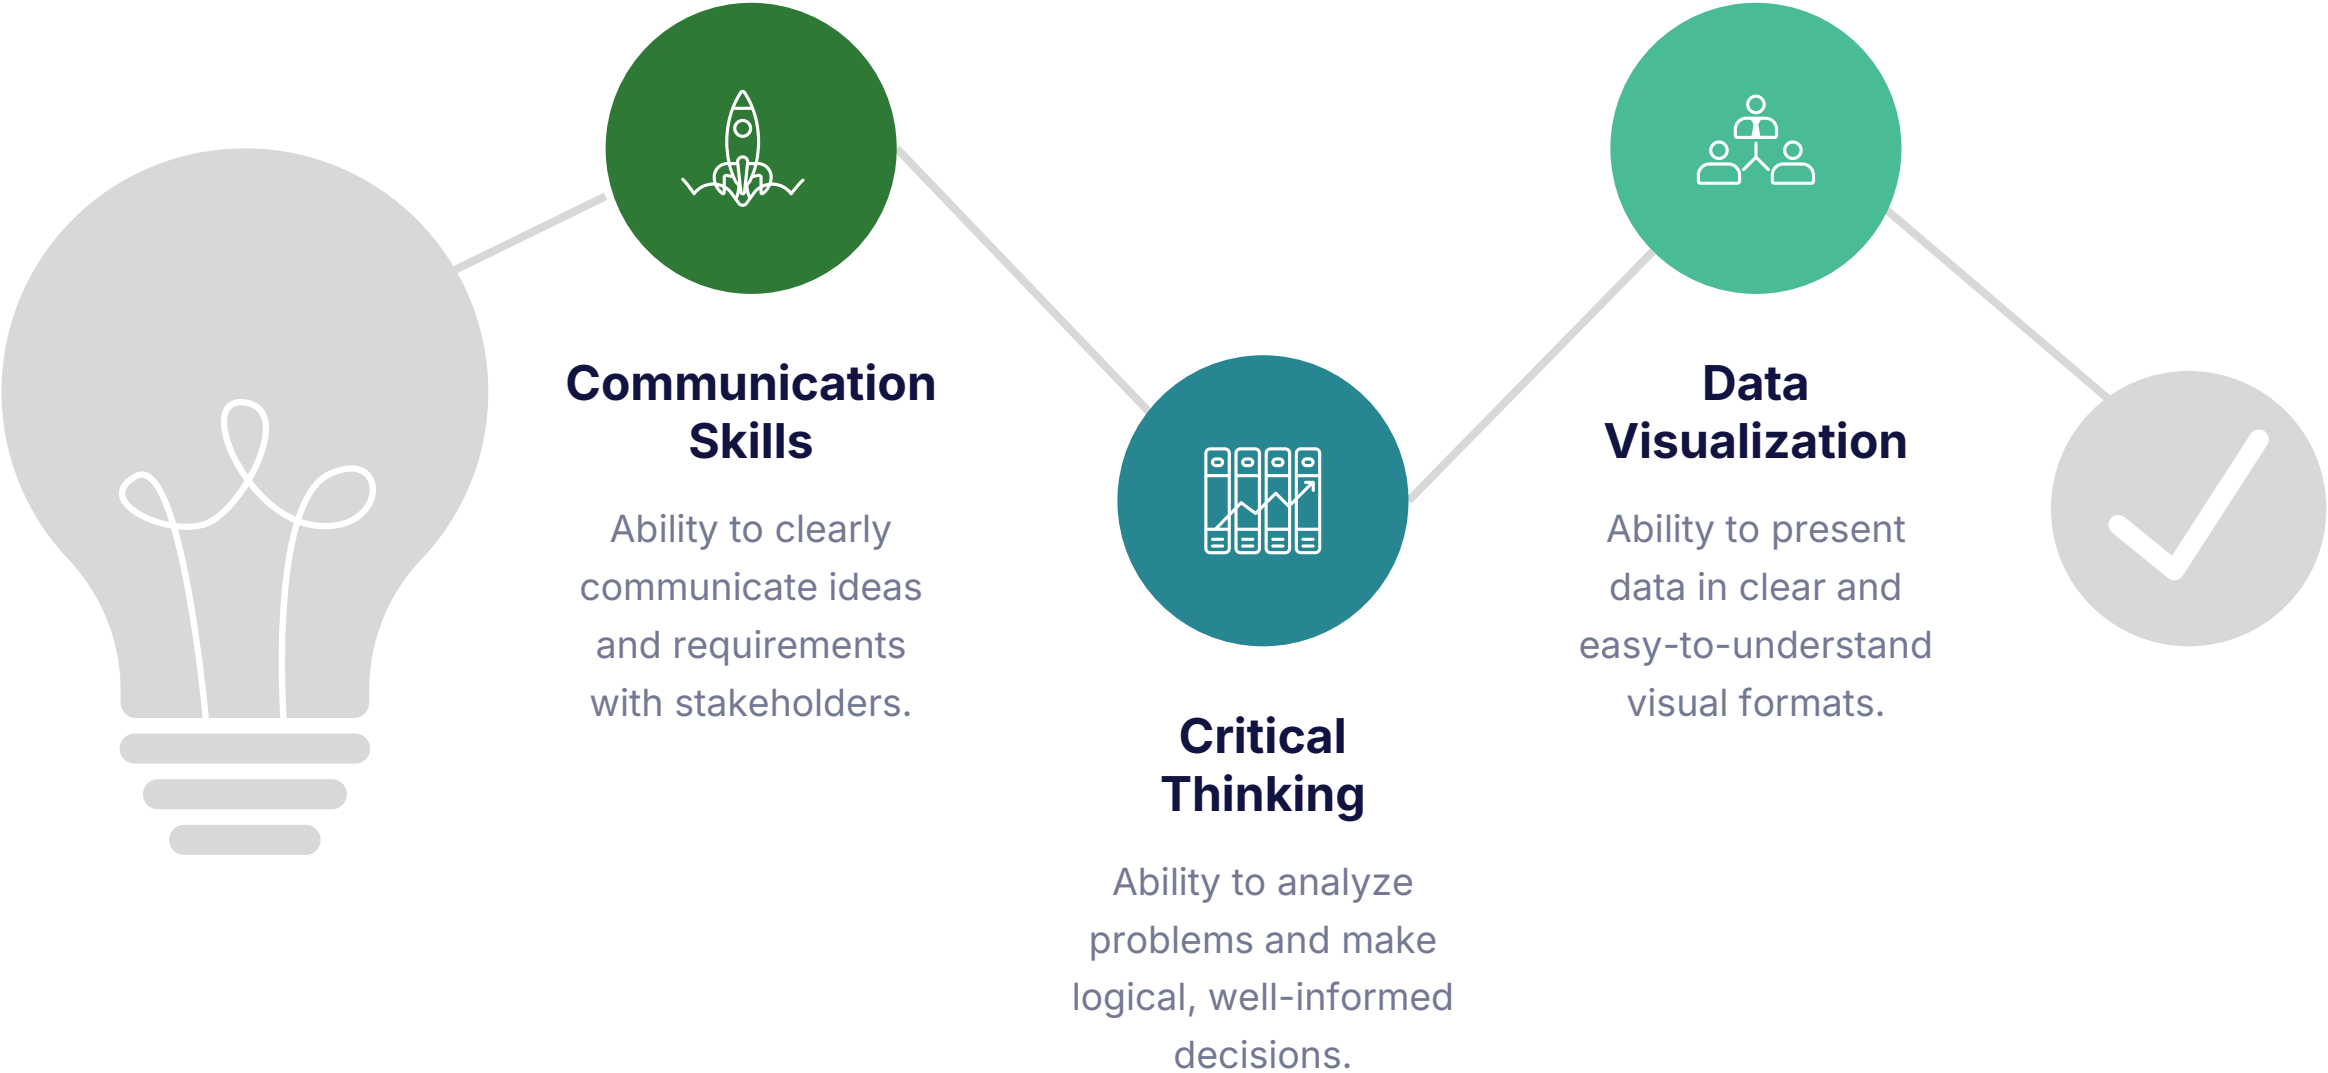 Communication
Skills
Ability to clearly
communicate ideas
and requirements
with stakeholders.
Critical
Thinking
Ability to analyze
problems and make
logical, well-informed
decisions.
Data
Visualization
Ability to present
data in clear and
easy-to-understand
visual formats.